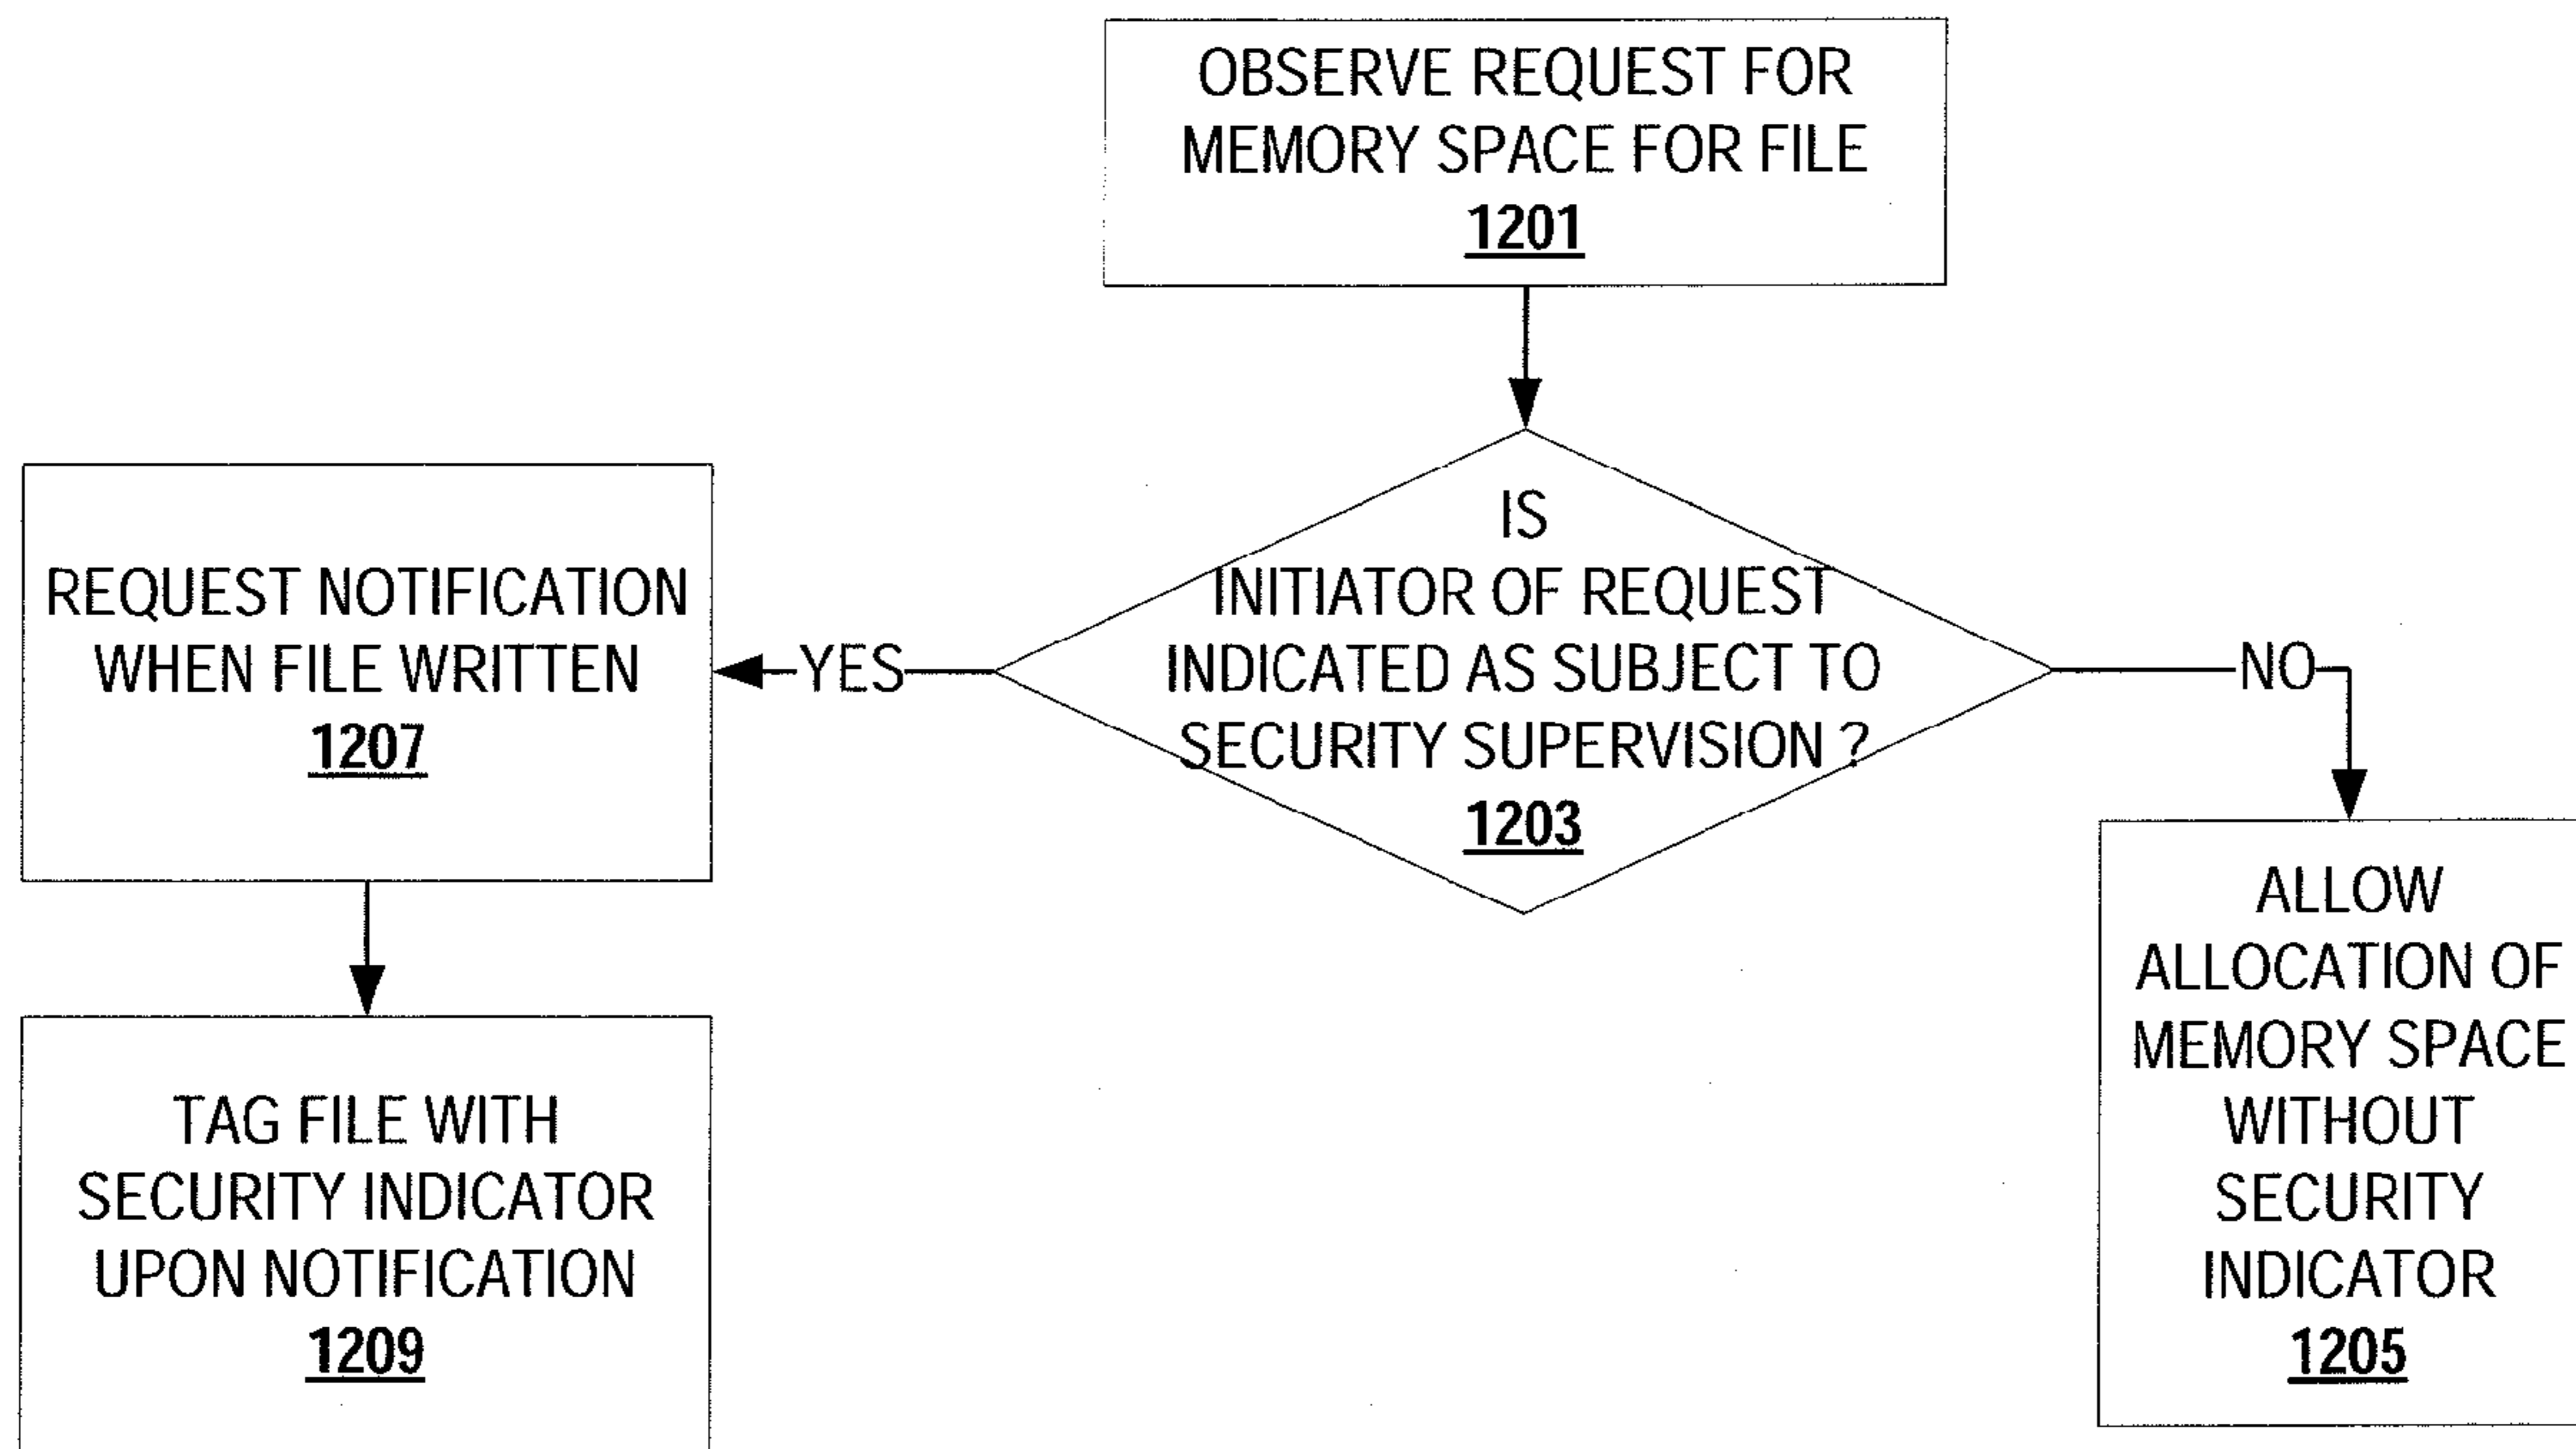 OBSERVE REQUEST FOR
MEMORY SPACE FOR FILE
1201
IS
INITIATOR OF REQUEST
INDICATED AS SUBJECT TO
SECURITY SUPERVISION ?
1203
YES
NO
REQUEST NOTIFICATION
WHEN FILE WRITTEN
1207
TAG FILE WITH
SECURITY INDICATOR
UPON NOTIFICATION
1209
ALLOW
ALLOCATION OF
MEMORY SPACE
WITHOUT
SECURITY
INDICATOR
1205